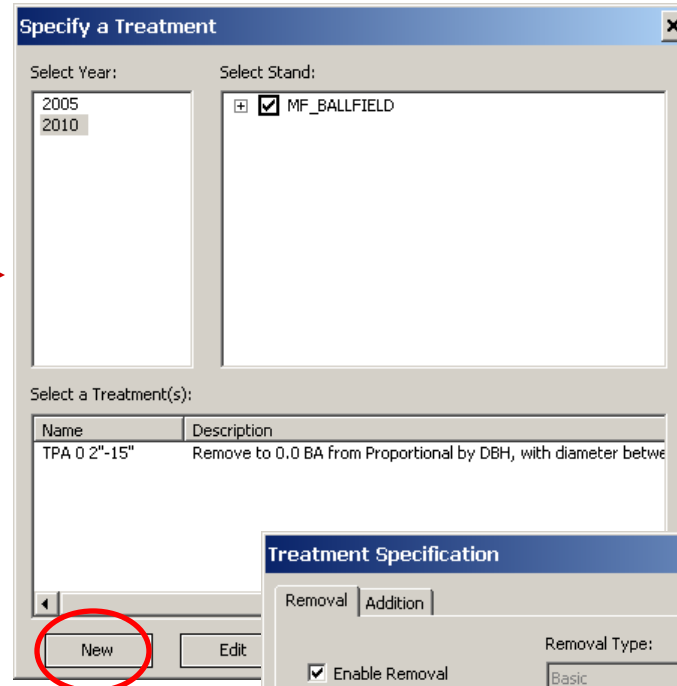 Specify a Treatment
Select Year: Select Stand:
2005
2010
MF_BALLFIELD
Select a Treatment(s):
Name Description
TPA 0 2"-15" Remove to 0.0 BA from Proportional by DBH, with diameter betwe
New Edit
Treatment Specification
Removal Addition
Removal Type:
Enable Removal Basic